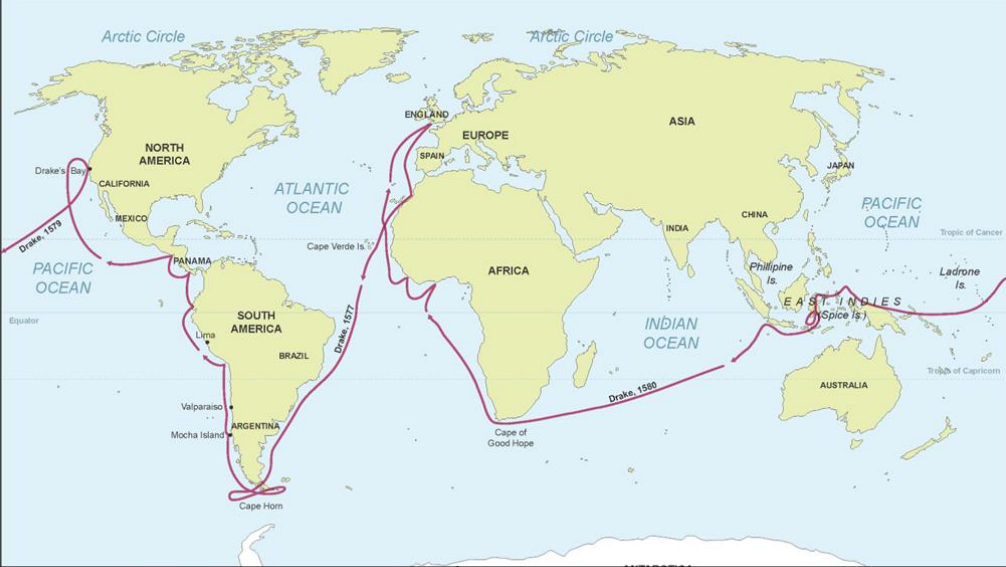 Arctic Circle
Arctic Circle
ENGLAND
EUROPE
ASIA
NORTH
AMERICA
SPAIN
Drake's Bay
CALIFORNIA
JAPAN
ATLANTIC
OCEAN
PACIFIC
OCEAN
MEXICO
CHINA
INDIA
Drake, 1579
Cape Verde Is.
Tropic of Cancer
PANAMA
PACIFIC
OCEAN
AFRICA
Phillipine
Is.
Ladrone
Is.
EAST INDIES
(Spice Is.)
Equator
SOUTH
AMERICA
Drake, 1577
INDIAN
OCEAN
Lima
BRAZIL
Tropic of Capricorn
AUSTRALIA
Drake, 1580
Valparaiso
ARGENTINA
Mocha Island
Cape of
Good Hope
Cape Horn
ANTARCTICA